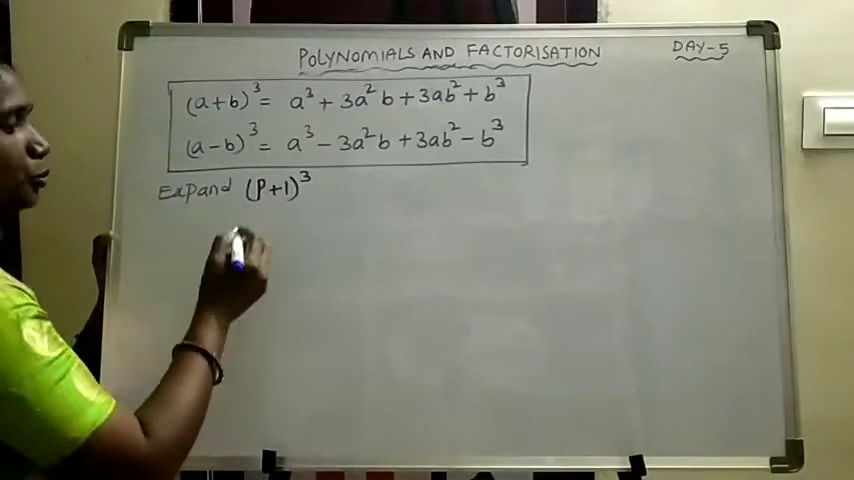 POLYNOMIALS AND FACTORISATION DAY-5
(a+b)³ = a³ + 3a²b + 3ab² + b³
(a-b)³ = a³ - 3a²b + 3ab² - b³
Expand (P+1)³